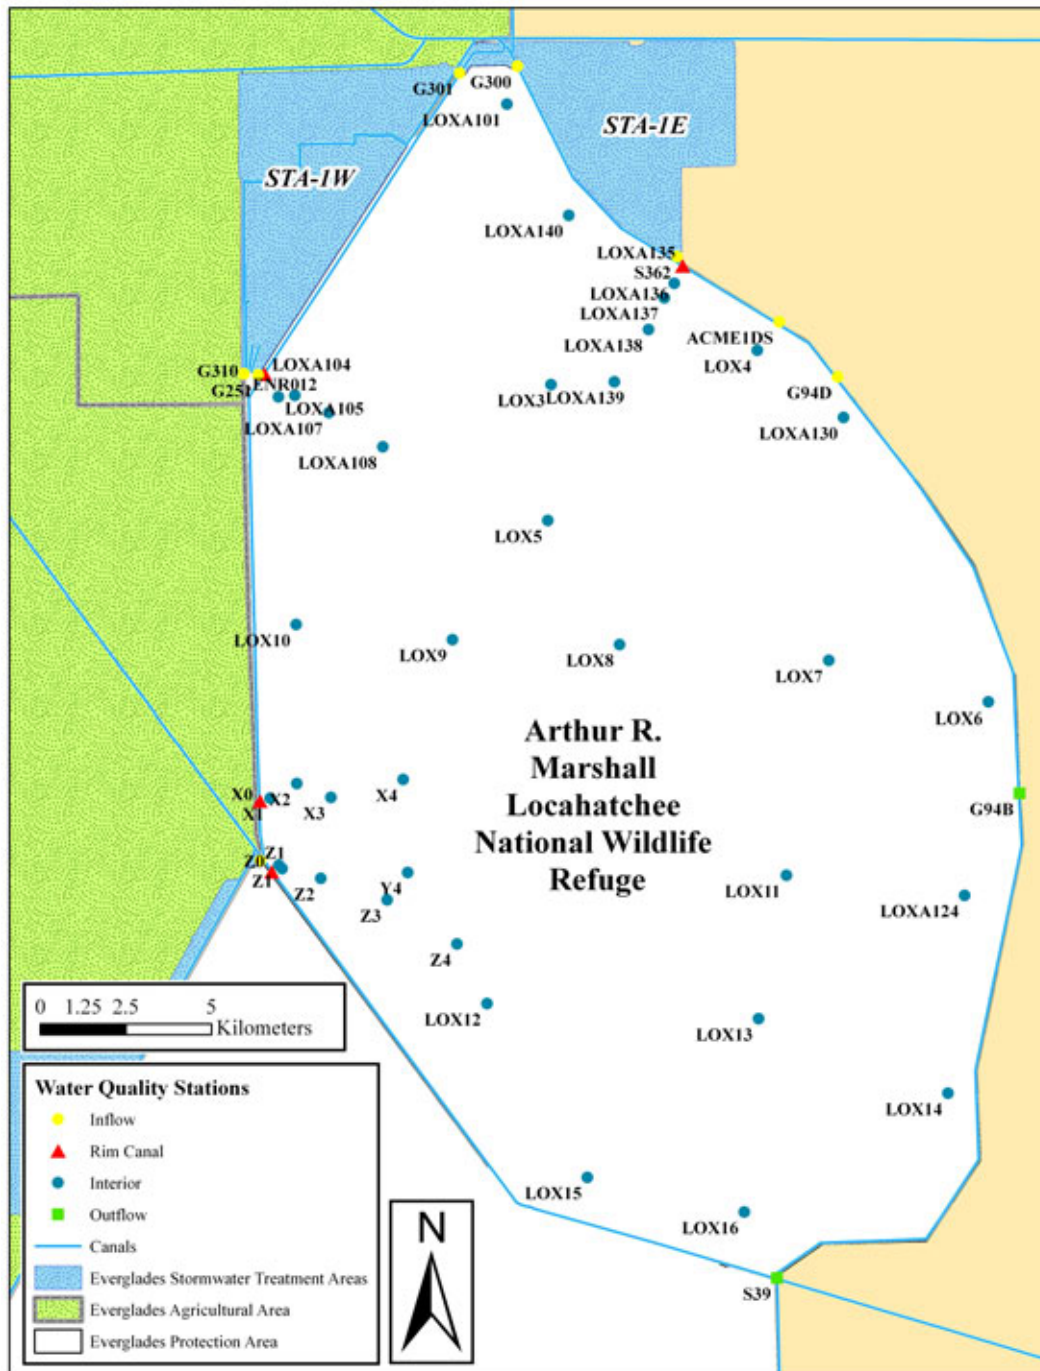 G301
G300
LOXA101
STA-1E
STA-1W
LOXA140
LOXA135
S362
LOXA136
LOXA137
LOXA138
ACME1DS
LOX4
G310
LOXA104
G251
ENR012
LOXA105
LOXA107
LOX3
LOXA139
G94D
LOXA130
LOXA108
LOX5
LOX10
LOX9
LOX8
LOX7
LOX6
X0
X2
X1
X3
X4
G94B
Arthur R.
Marshall
Locahatchee
National Wildlife
Refuge
Z1
Z0
Z1
Z2
Y4
Z3
LOX11
LOXA124
Z4
LOX12
LOX13
LOX14
LOX15
LOX16
S39
0 1.25 2.5 5
Kilometers
Water Quality Stations
Inflow
Rim Canal
Interior
Outflow
Canals
Everglades Stormwater Treatment Areas
Everglades Agricultural Area
Everglades Protection Area
N